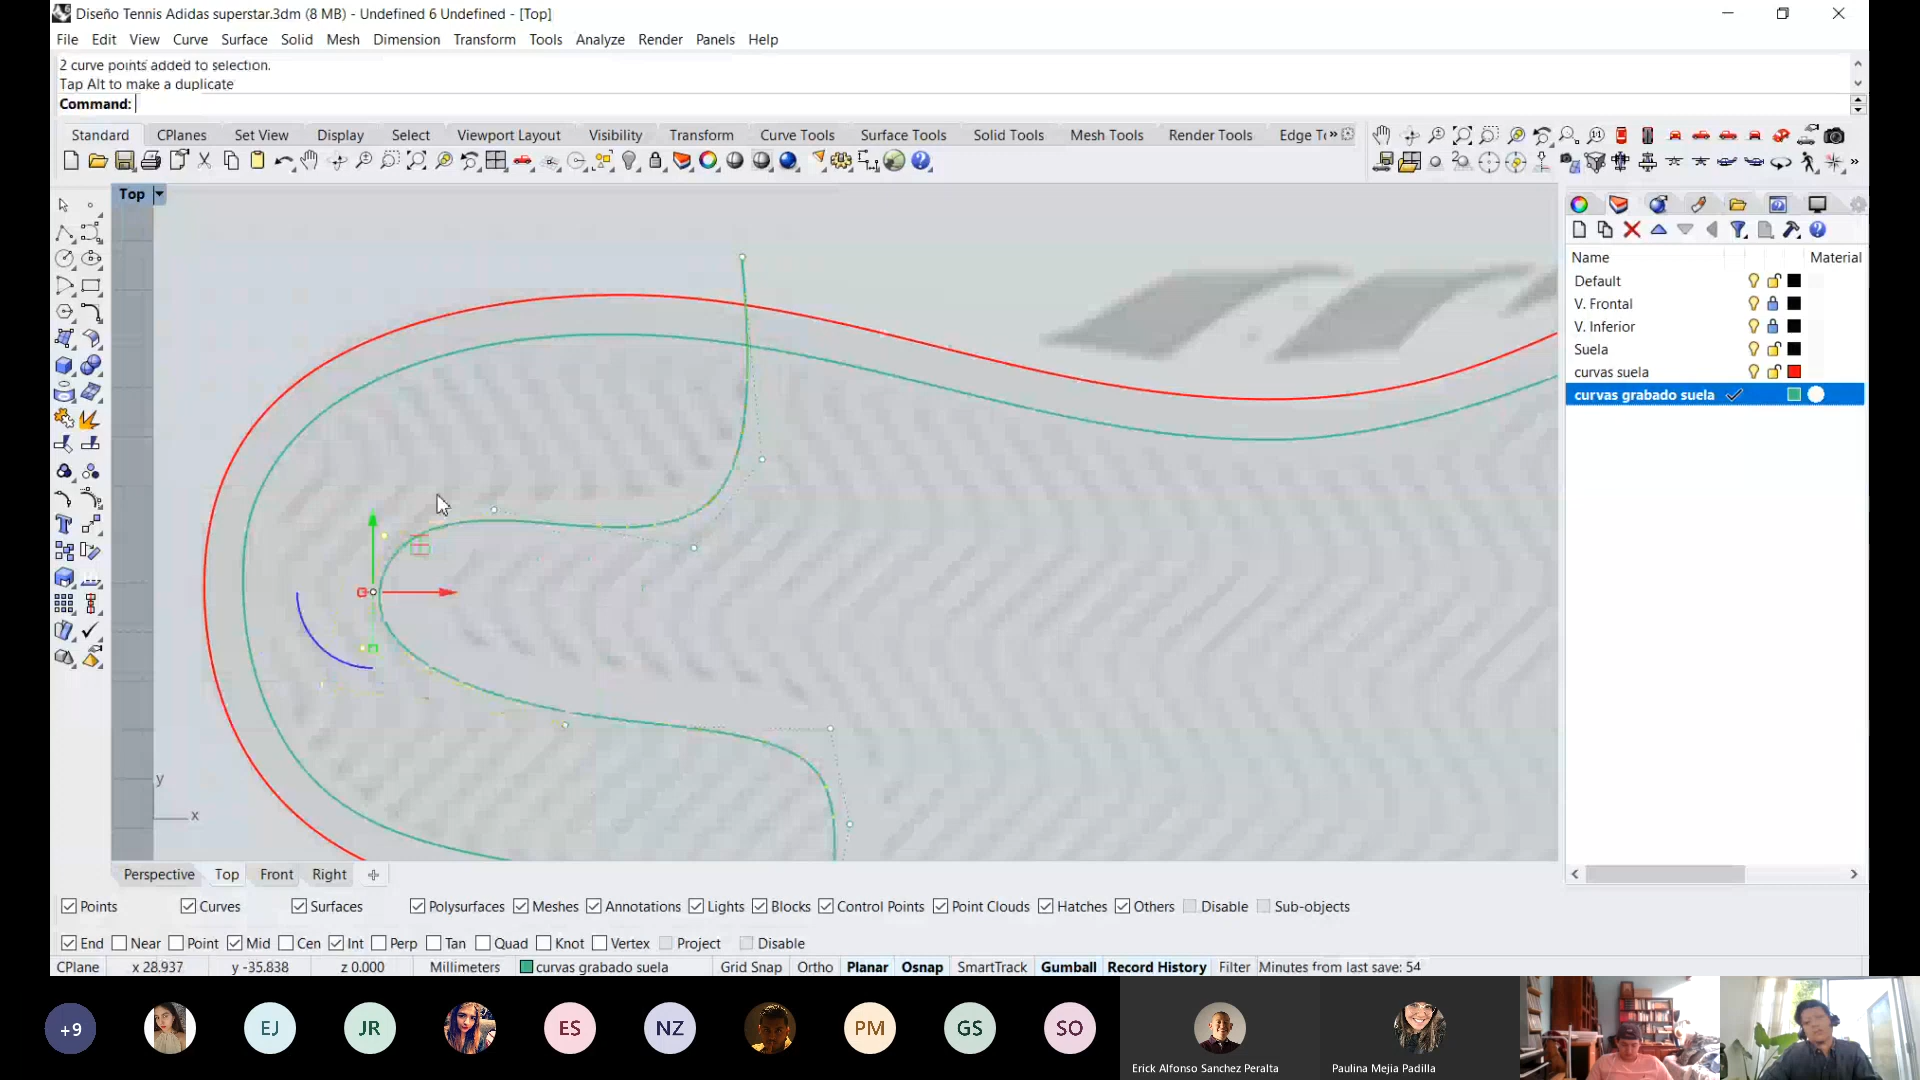 Diseño Tennis Adidas superstar.3dm (8 MB) - Undefined 6 Undefined - [Top]
File Edit View Curve Surface Solid Mesh Dimension Transform Tools Analyze Render Panels Help
2 curve points added to selection.
Tap Alt to make a duplicate
Command:
Standard CPlanes Set View Display Select Viewport Layout Visibility Transform Curve Tools Surface Tools Solid Tools Mesh Tools Render Tools Edge To
Top
Name Material
Default
V. Frontal
V. Inferior
Suela
curvas suela
curvas grabado suela
y
x
Perspective Top Front Right
Points Curves Surfaces Polysurfaces Meshes Annotations Lights Blocks Control Points Point Clouds Hatches Others Disable Sub-objects
End Near Point Mid Cen Int Perp Tan Quad Knot Vertex Project Disable
CPlane x 28.937 y -35.838 z 0.000 Millimeters curvas grabado suela Grid Snap Ortho Planar Osnap SmartTrack Gumball Record History Filter Minutes from last save: 54
+9 EJ JR ES NZ PM GS SO
Erick Alfonso Sanchez Peralta Paulina Mejia Padilla